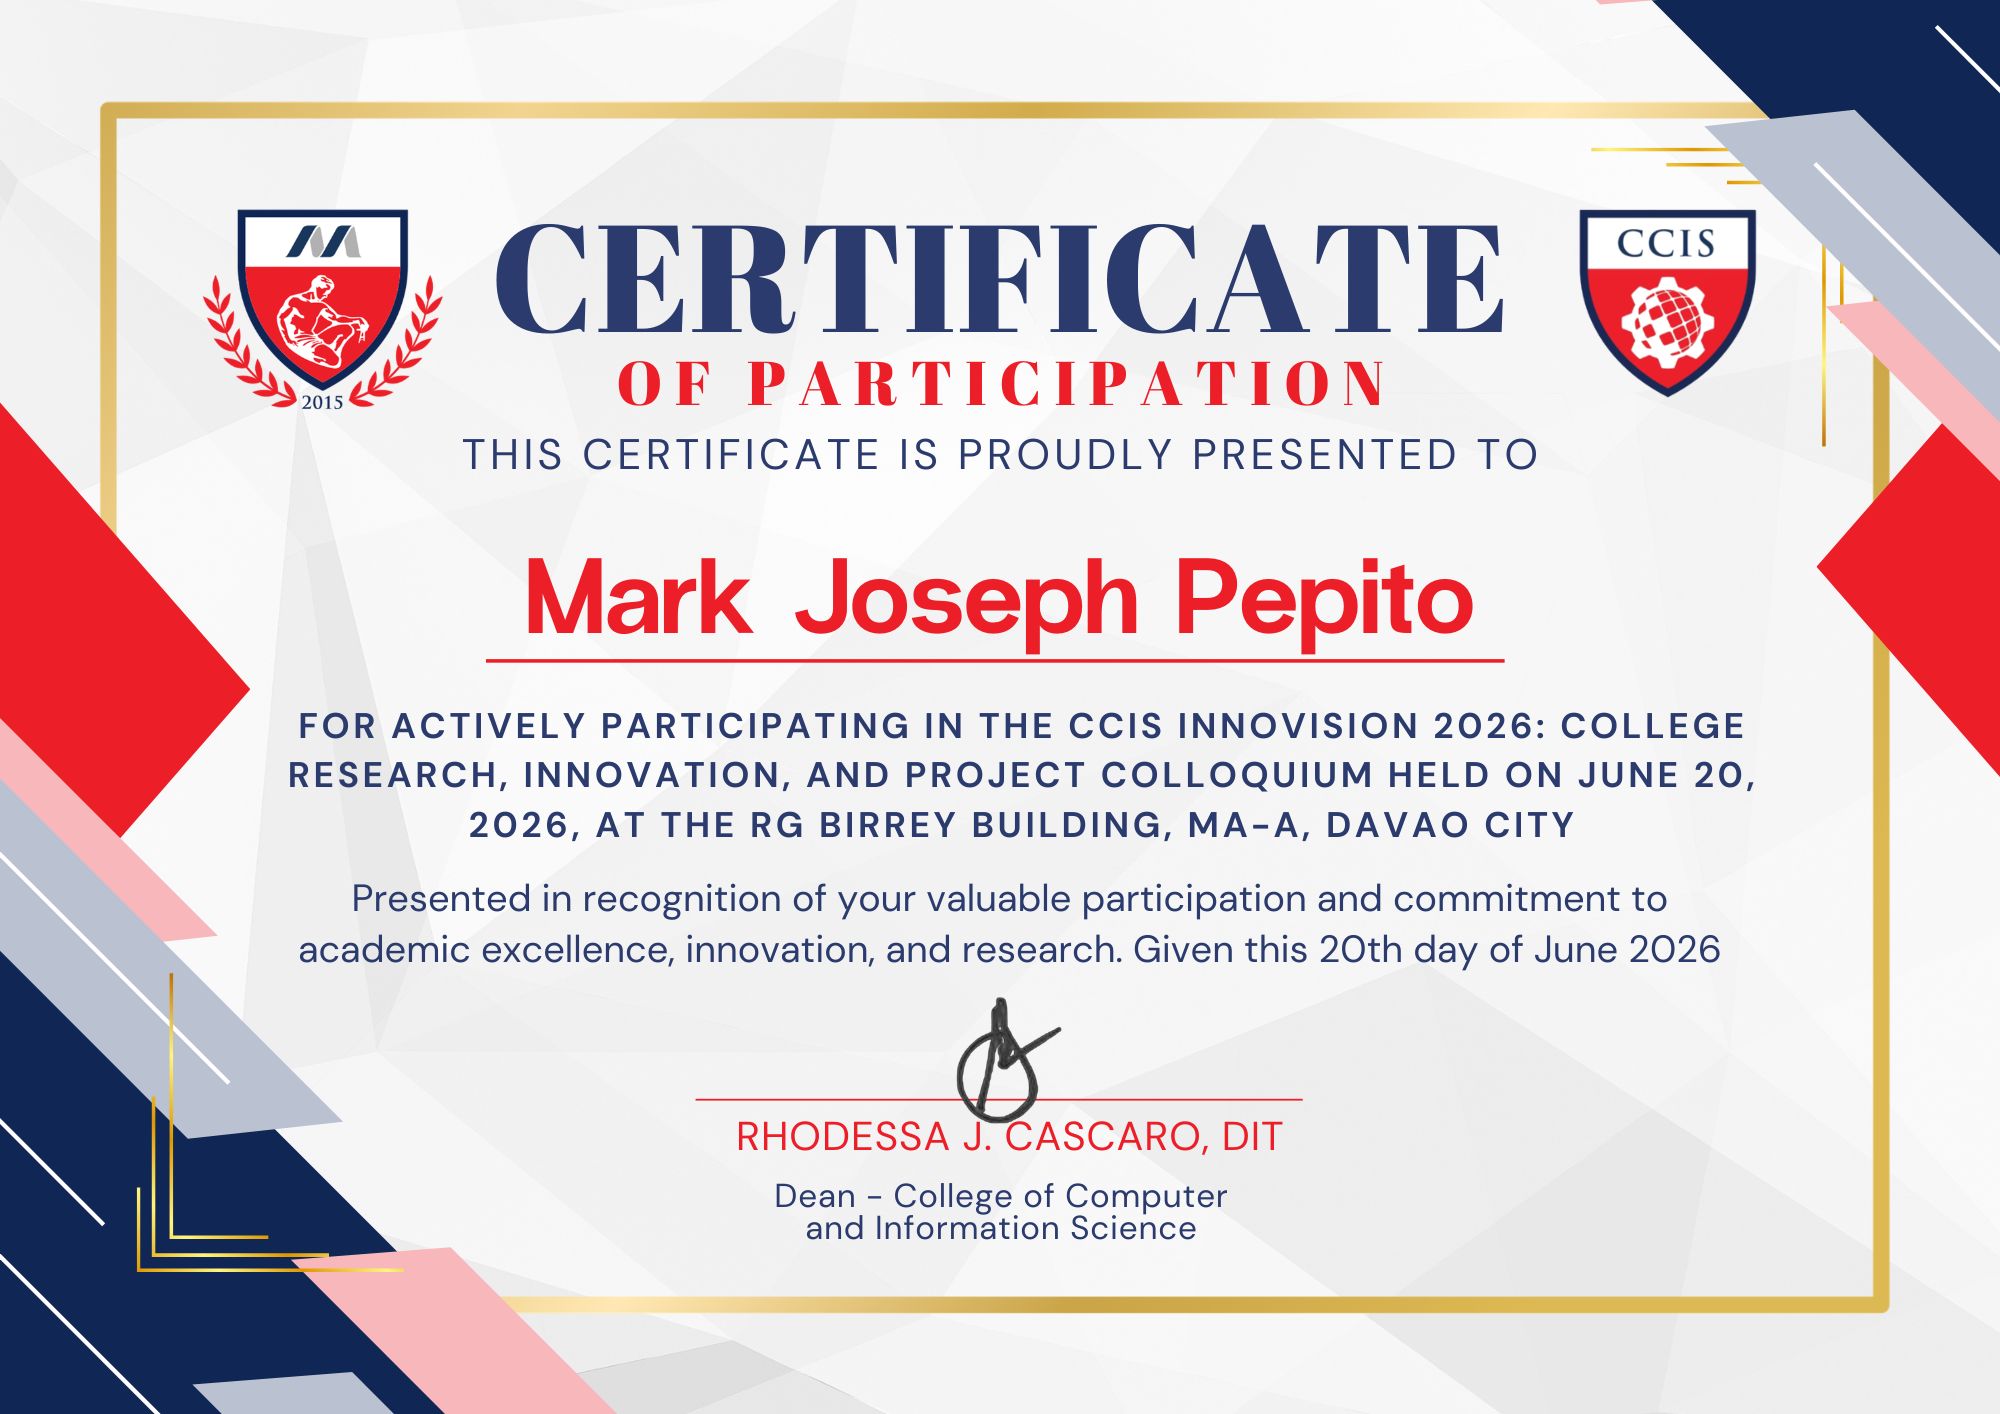 CERTIFICATE
OF PARTICIPATION
THIS CERTIFICATE IS PROUDLY PRESENTED TO
2015
CCIS
Mark Joseph Pepito
FOR ACTIVELY PARTICIPATING IN THE CCIS INNOVISION 2026: COLLEGE
RESEARCH, INNOVATION, AND PROJECT COLLOQUIUM HELD ON JUNE 20,
2026, AT THE RG BIRREY BUILDING, MA-A, DAVAO CITY
Presented in recognition of your valuable participation and commitment to
academic excellence, innovation, and research. Given this 20th day of June 2026
RHODESSA J. CASCARO, DIT
Dean - College of Computer
and Information Science